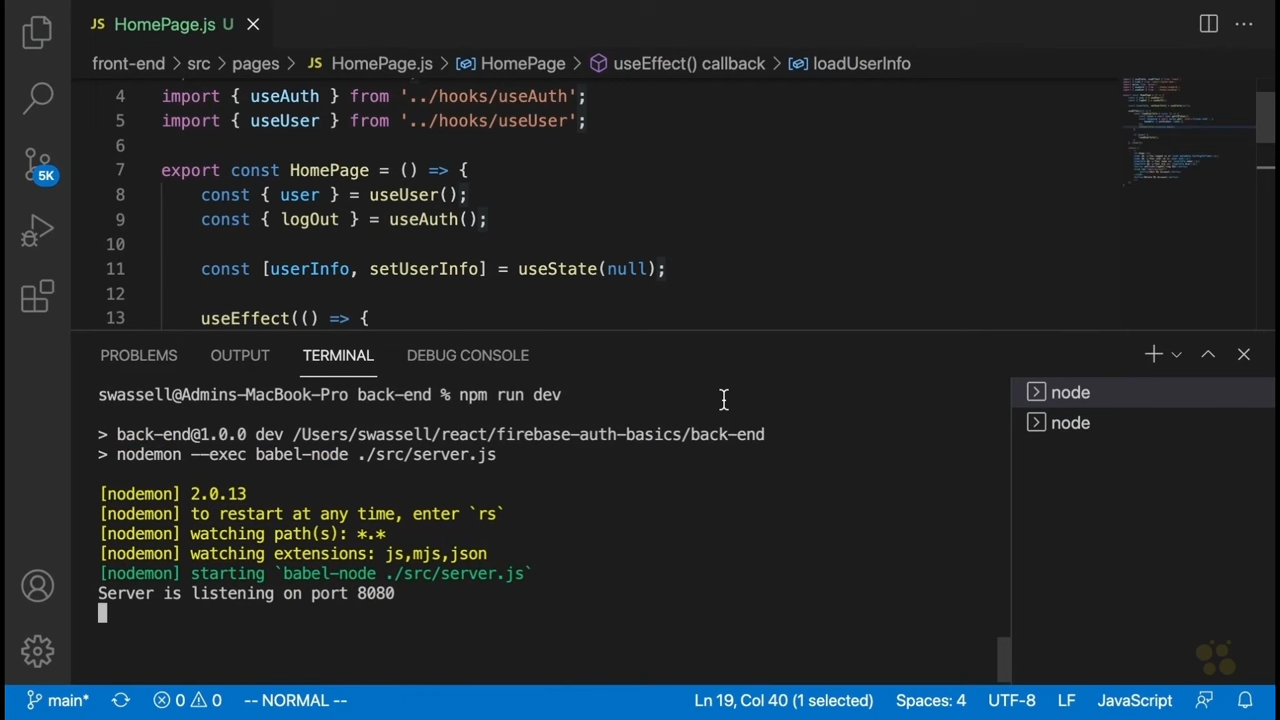 JS HomePage.js U
front-end > src > pages > JS HomePage.js > HomePage > useEffect() callback > loadUserInfo
4 import { useAuth } from '../hooks/useAuth';
5 import { useUser } from '../hooks/useUser';
6
7 export const HomePage = () => {
8 const { user } = useUser();
9 const { logOut } = useAuth();
10
11 const [userInfo, setUserInfo] = useState(null);
12
13 useEffect(() => {
5K
PROBLEMS OUTPUT TERMINAL DEBUG CONSOLE
swassell@Admins-MacBook-Pro back-end % npm run dev
> back-end@1.0.0 dev /Users/swassell/react/firebase-auth-basics/back-end
> nodemon --exec babel-node ./src/server.js
[nodemon] 2.0.13
[nodemon] to restart at any time, enter `rs`
[nodemon] watching path(s): *.*
[nodemon] watching extensions: js,mjs,json
[nodemon] starting `babel-node ./src/server.js`
Server is listening on port 8080
node
node
main* 0 0 -- NORMAL -- Ln 19, Col 40 (1 selected) Spaces: 4 UTF-8 LF JavaScript